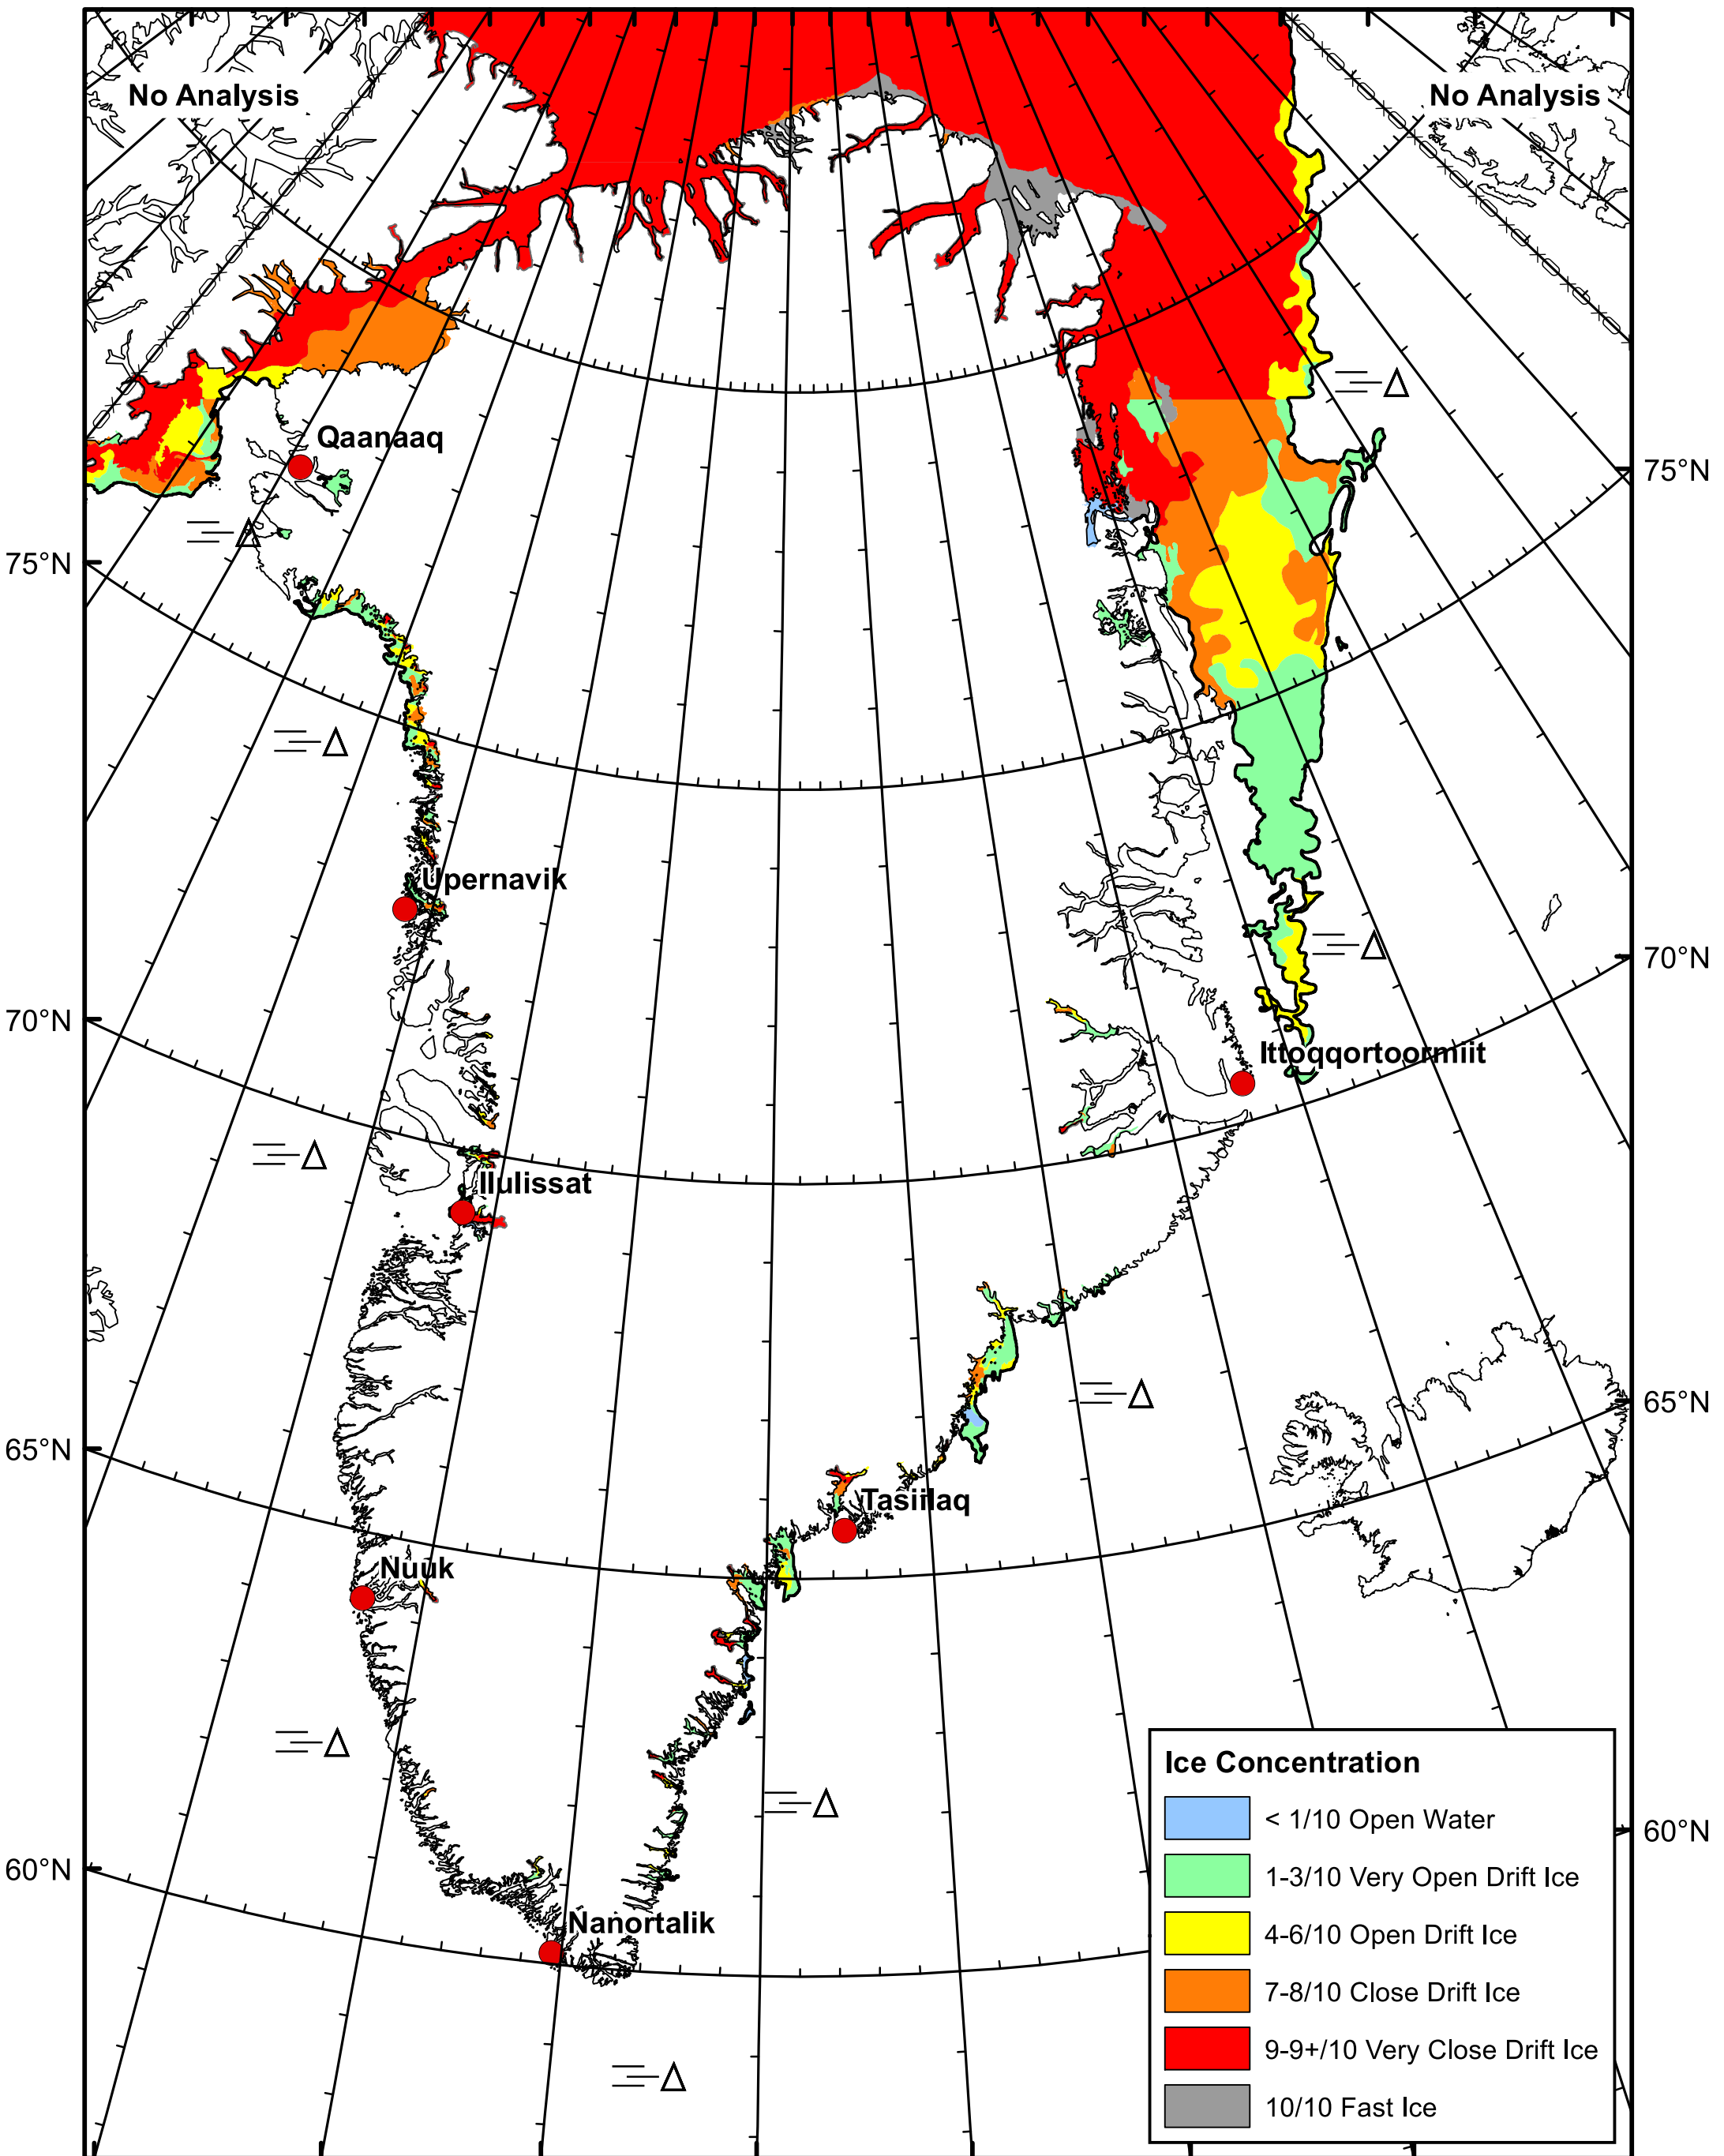 No Analysis
No Analysis
Qaanaaq
75°N
75°N
Upernavik
70°N
70°N
Ittoqqortoormiit
Ilulissat
65°N
65°N
Tasiilaq
Nuuk
Ice Concentration
< 1/10 Open Water
60°N
60°N
1-3/10 Very Open Drift Ice
Nanortalik
4-6/10 Open Drift Ice
7-8/10 Close Drift Ice
9-9+/10 Very Close Drift Ice
10/10 Fast Ice